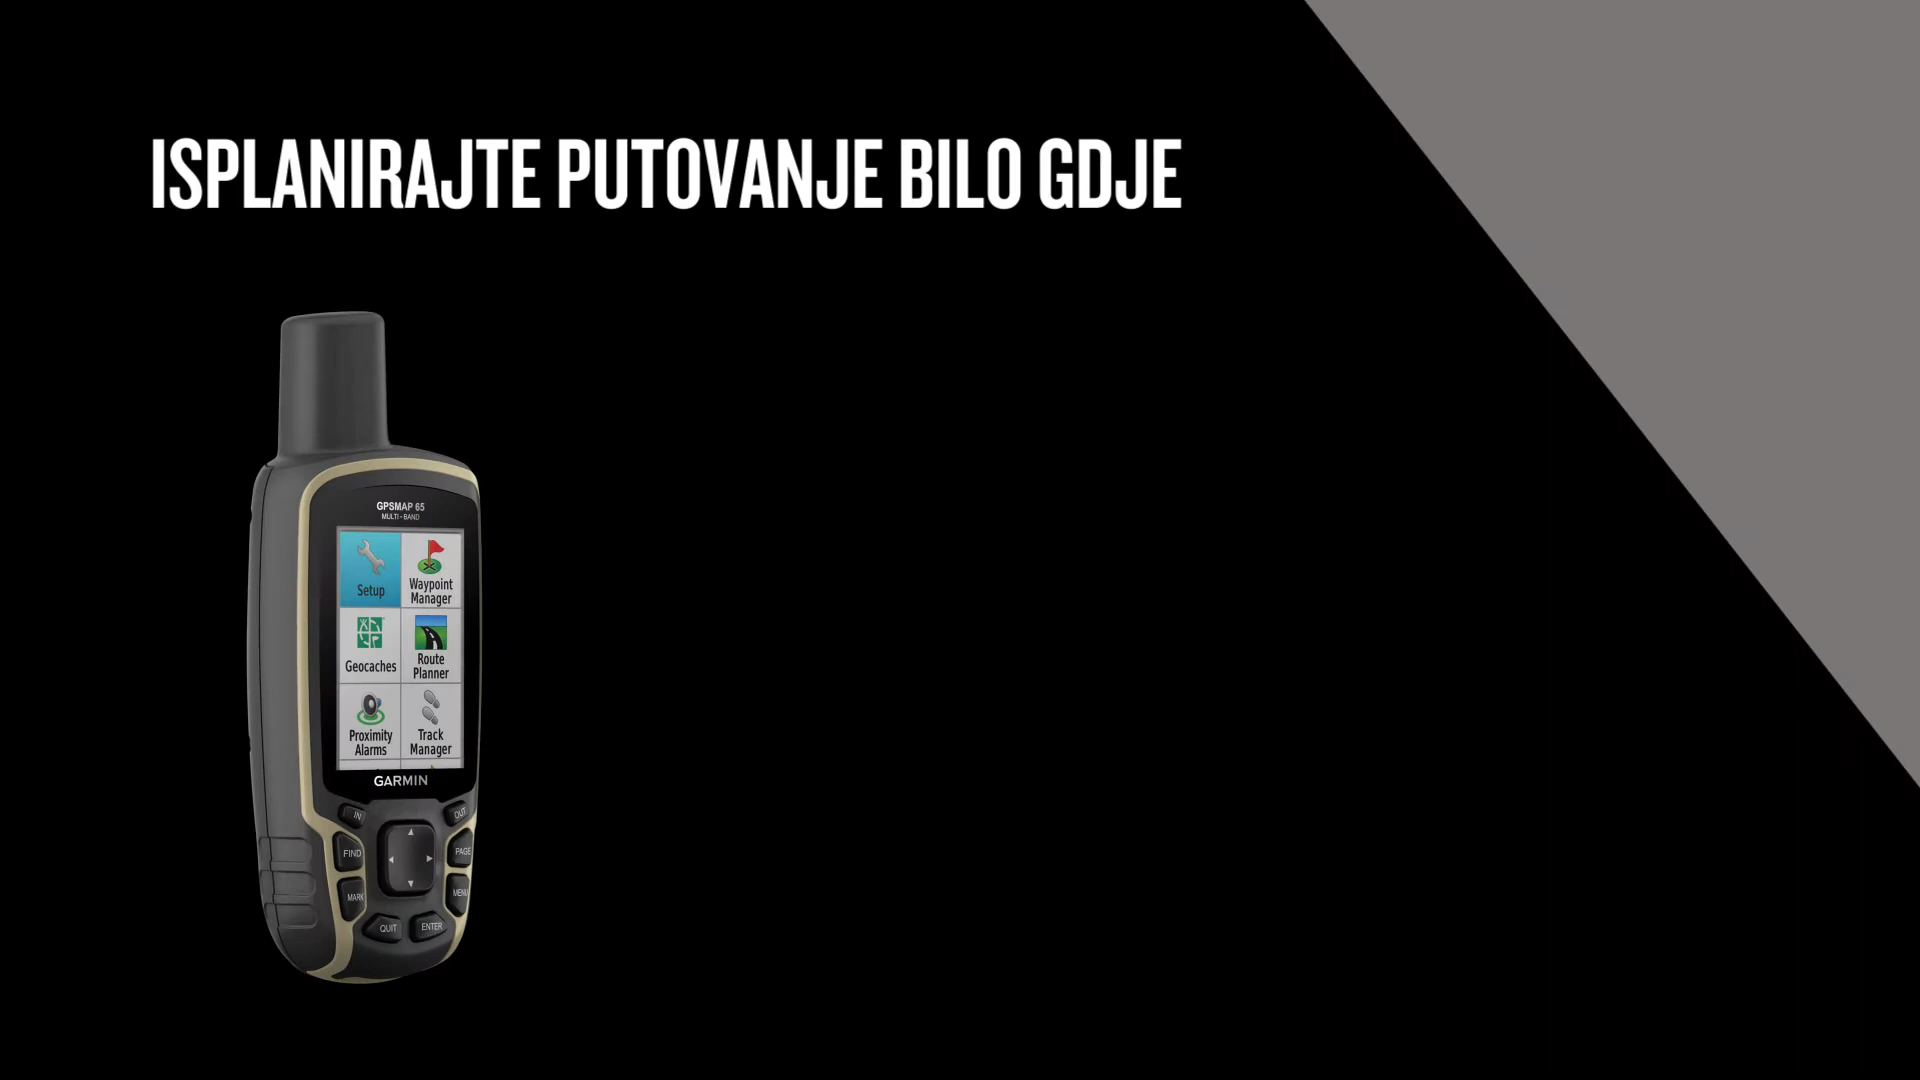 ISPLANIRAJTE PUTOVANJE BILO GDJE
GPSMAP 65
MULTI-BAND
Setup
Waypoint
Manager
Geocaches
Route
Planner
Proximity
Alarms
Track
Manager
GARMIN
IN
OUT
FIND
PAGE
MARK
MENU
QUIT
ENTER